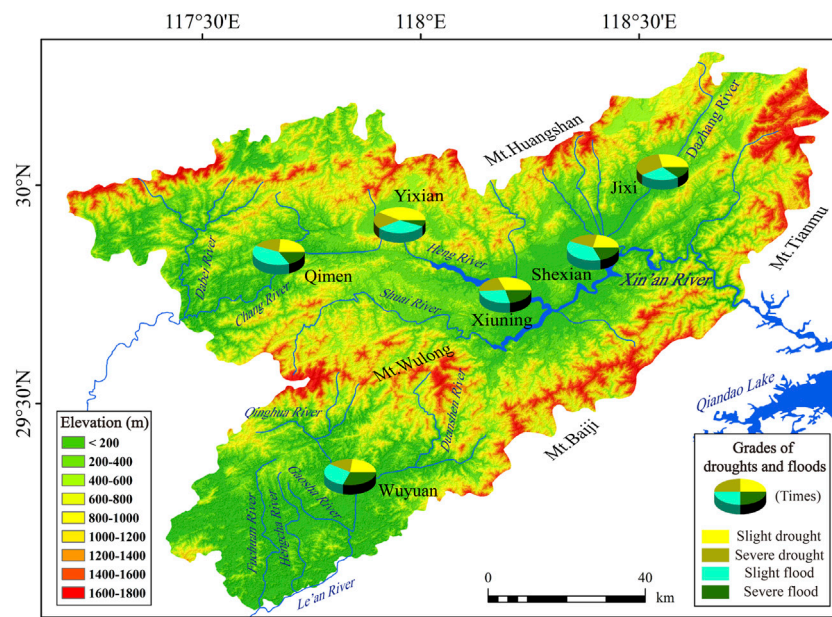 117°30'
118°
118°30'
30°N
29°30'
Mt.Huangshan
Dazhang River
Jixi
Yixian
Mt.Tianmu
Heng River
Shexian
Xin'an River
Qimen
Dabei River
Chang River
Shuai River
Xiuning
Mt.Wulong
Qinghua River
Duanshen River
Mt.Baiji
Qiandao Lake
Gaosha River
Wuyuan
Hengsha River
Le'an River
Elevation (m)
< 200
200-400
400-600
600-800
800-1000
1000-1200
1200-1400
1400-1600
1600-1800
0
40
km
Grades of
droughts and floods
(Times)
Slight drought
Severe drought
Slight flood
Severe flood